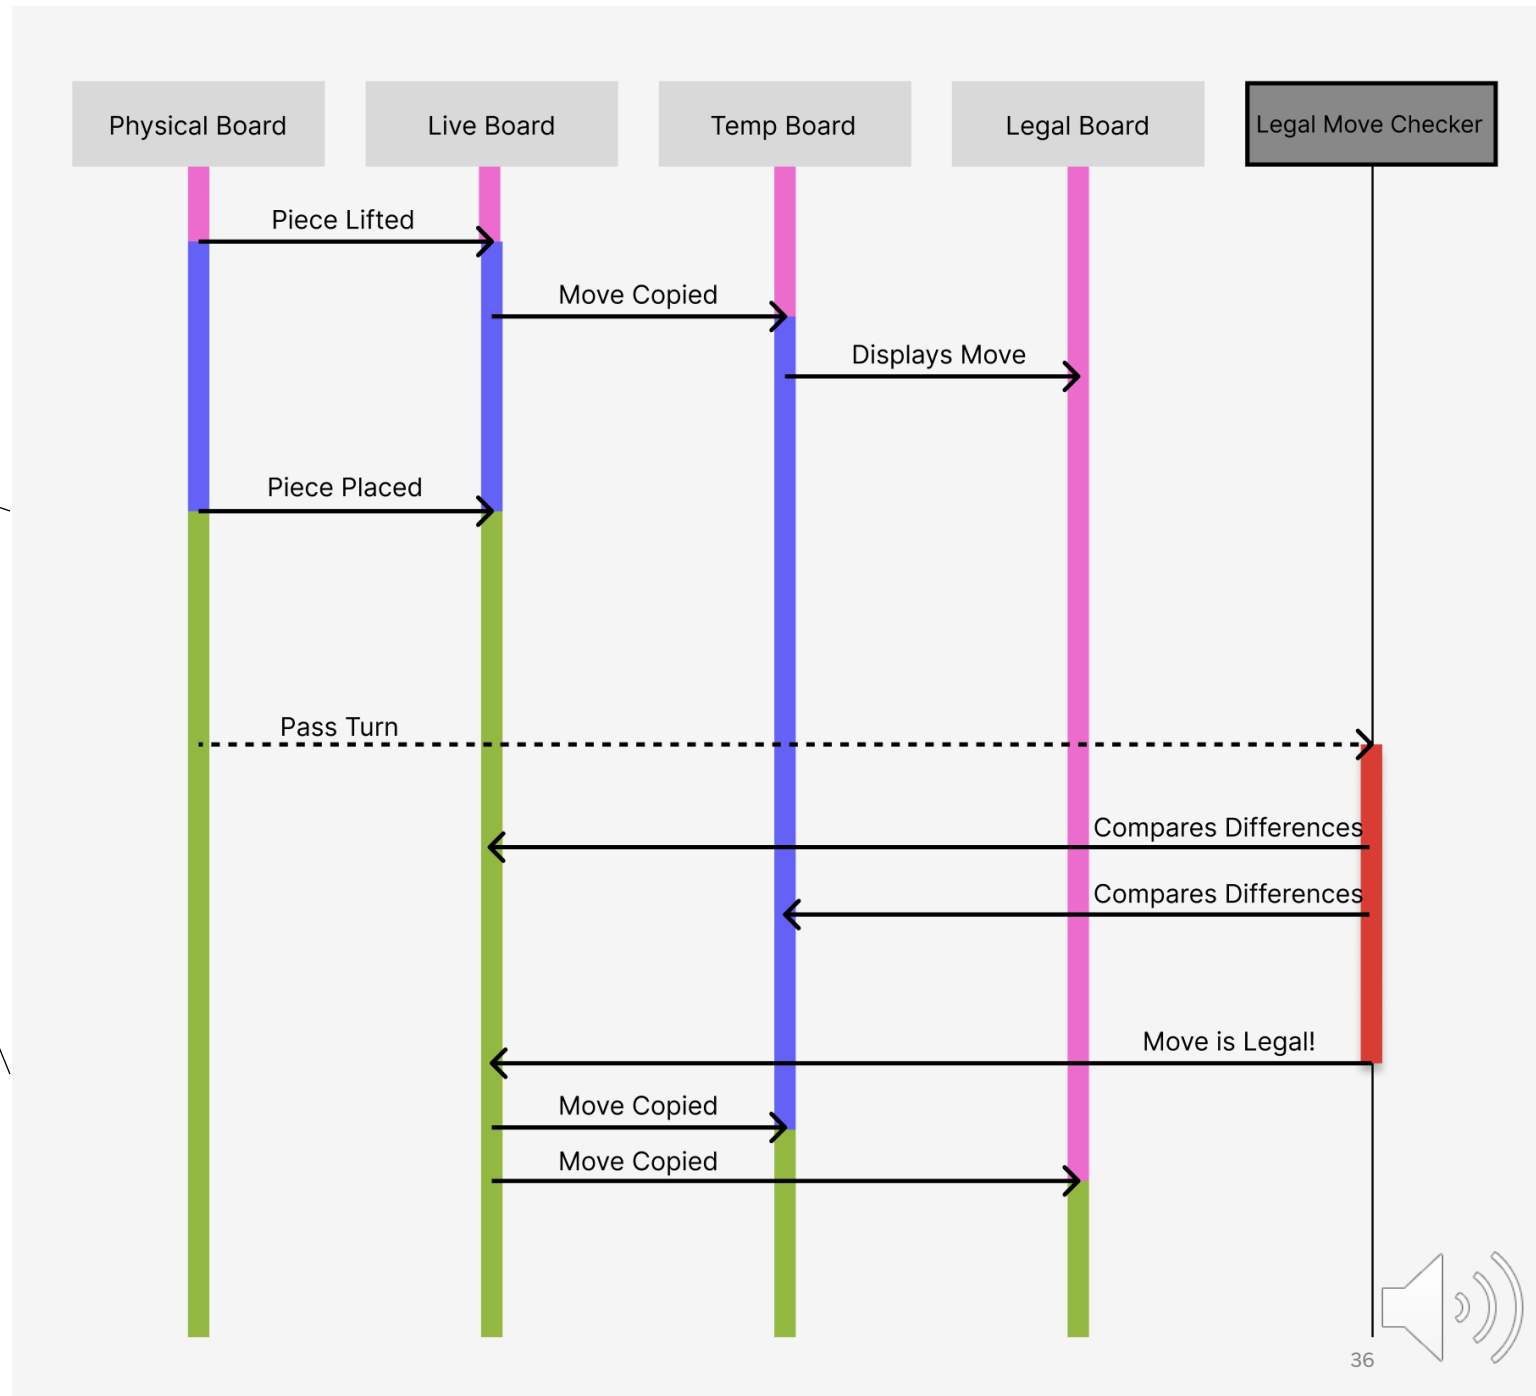 Physical Board
Live Board
Temp Board
Legal Board
Legal Move Checker
Piece Lifted
Move Copied
Displays Move
Piece Placed
Pass Turn
Compares Differences
Compares Differences
Move is Legal!
Move Copied
Move Copied
36